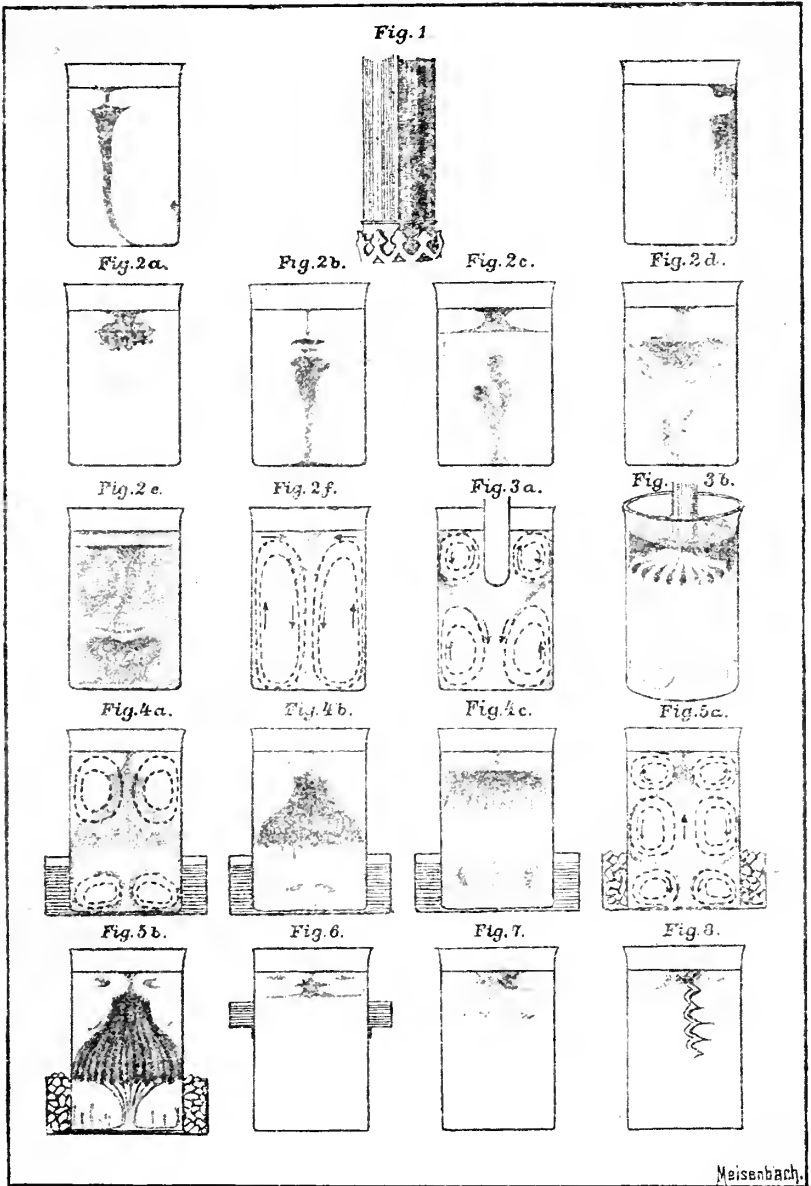 Fig. 1
Fig. 2a. Fig. 2b. Fig. 2c. Fig. 2d.
Fig. 2e. Fig. 2f. Fig. 3a. Fig. 3b.
Fig. 4a. Fig. 4b. Fig. 4c. Fig. 5a.
Fig. 5b. Fig. 6. Fig. 7. Fig. 8.
Meisenbach.